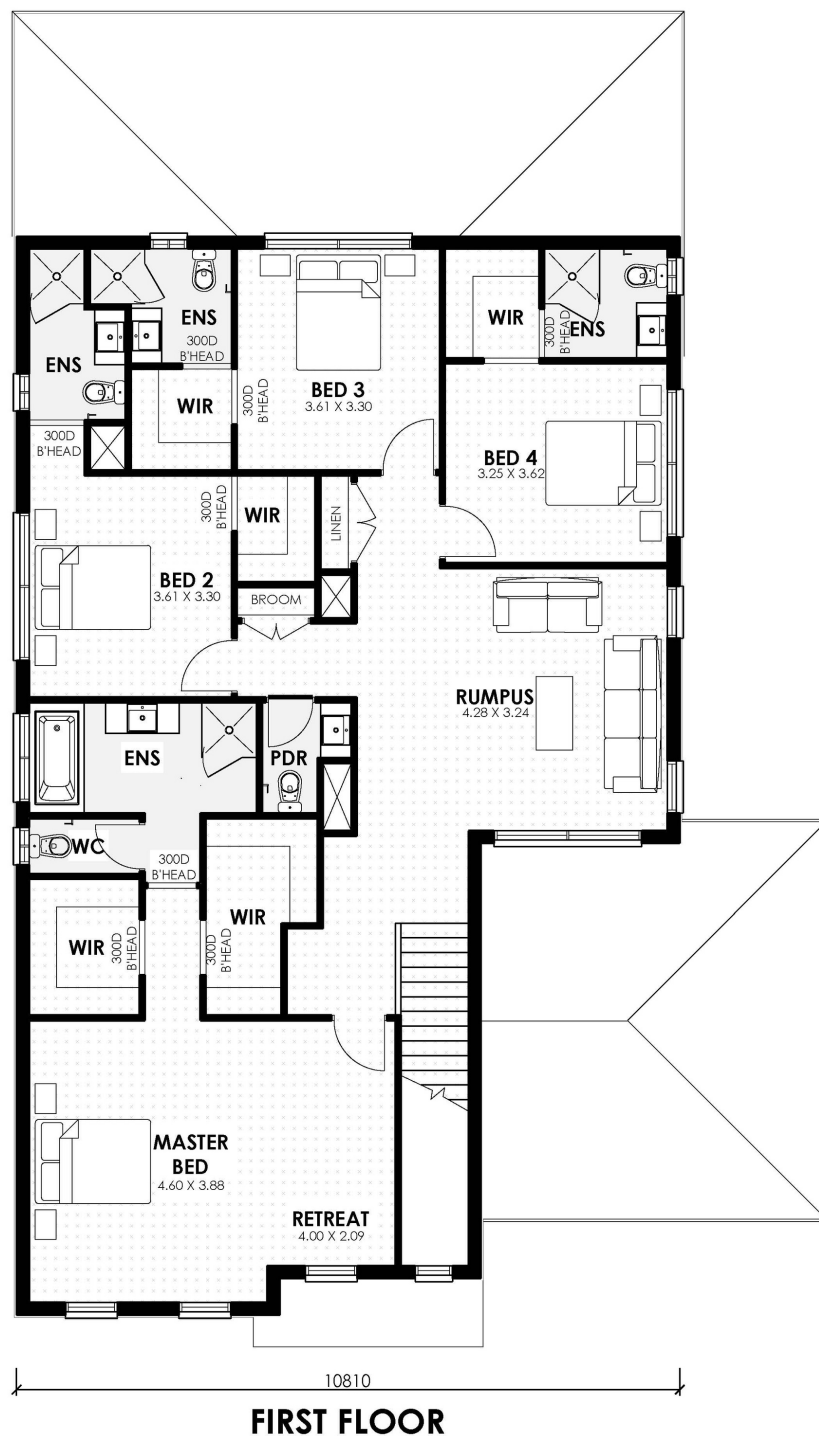 ENS
300D
B'HEAD
ENS
WIR
300D
B'HEAD
BED 3
3.61 X 3.30
WIR
300D
B'HEAD
ENS
300D
B'HEAD
BED 4
3.25 X 3.62
300D
B'HEAD
WIR
LINEN
BED 2
3.61 X 3.30
BROOM
RUMPUS
4.28 X 3.24
ENS
PDR
WC
300D
B'HEAD
WIR
300D
B'HEAD
300D
B'HEAD
WIR
MASTER
BED
4.60 X 3.88
RETREAT
4.00 X 2.09
10810
FIRST FLOOR